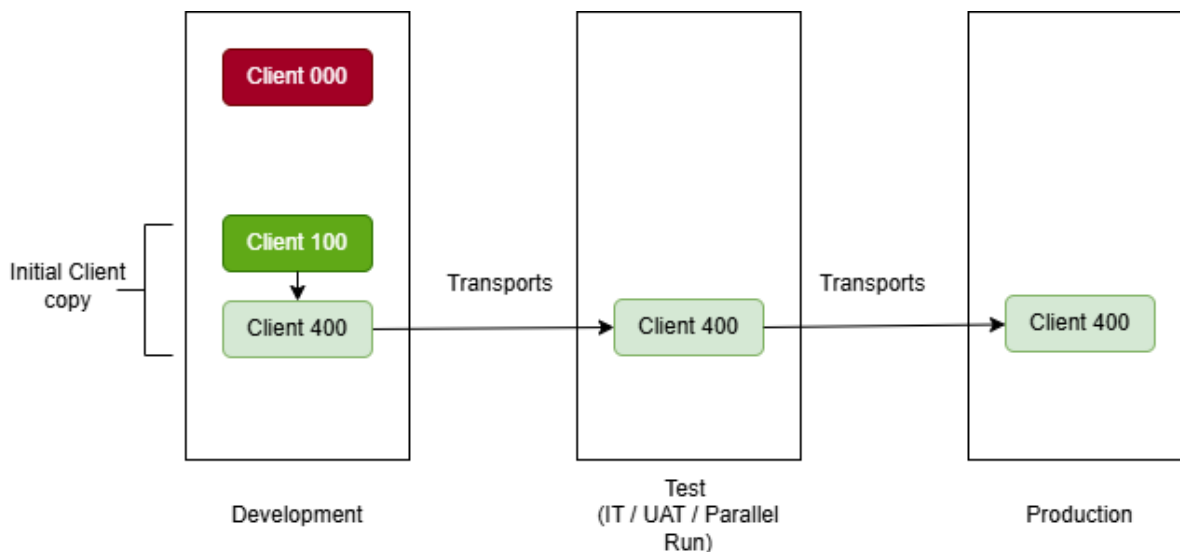 Client 000
Client 100
Initial Client
copy
Transports
Transports
Client 400
Client 400
Client 400
Development
Test
(IT / UAT / Parallel
Run)
Production